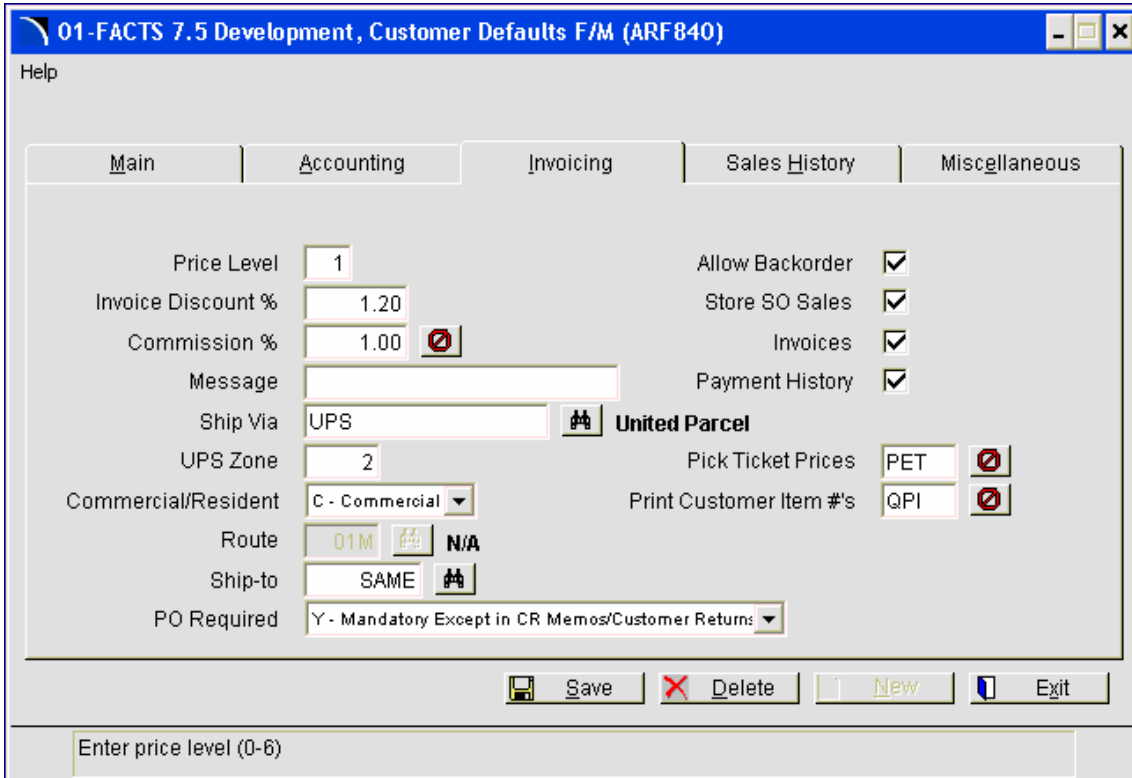 01-FACTS 7.5 Development, Customer Defaults F/M (ARF840)
Help
Main Accounting Invoicing Sales History Miscellaneous
Price Level 1 Allow Backorder
Invoice Discount % 1.20 Store SO Sales
Commission % 1.00 Invoices
Message Payment History
Ship Via UPS United Parcel
UPS Zone 2 Pick Ticket Prices PET
Commercial/Resident C - Commercial Print Customer Item #'s QPI
Route 01M N/A
Ship-to SAME
PO Required Y - Mandatory Except in CR Memos/Customer Returns
Save Delete New Exit
Enter price level (0-6)